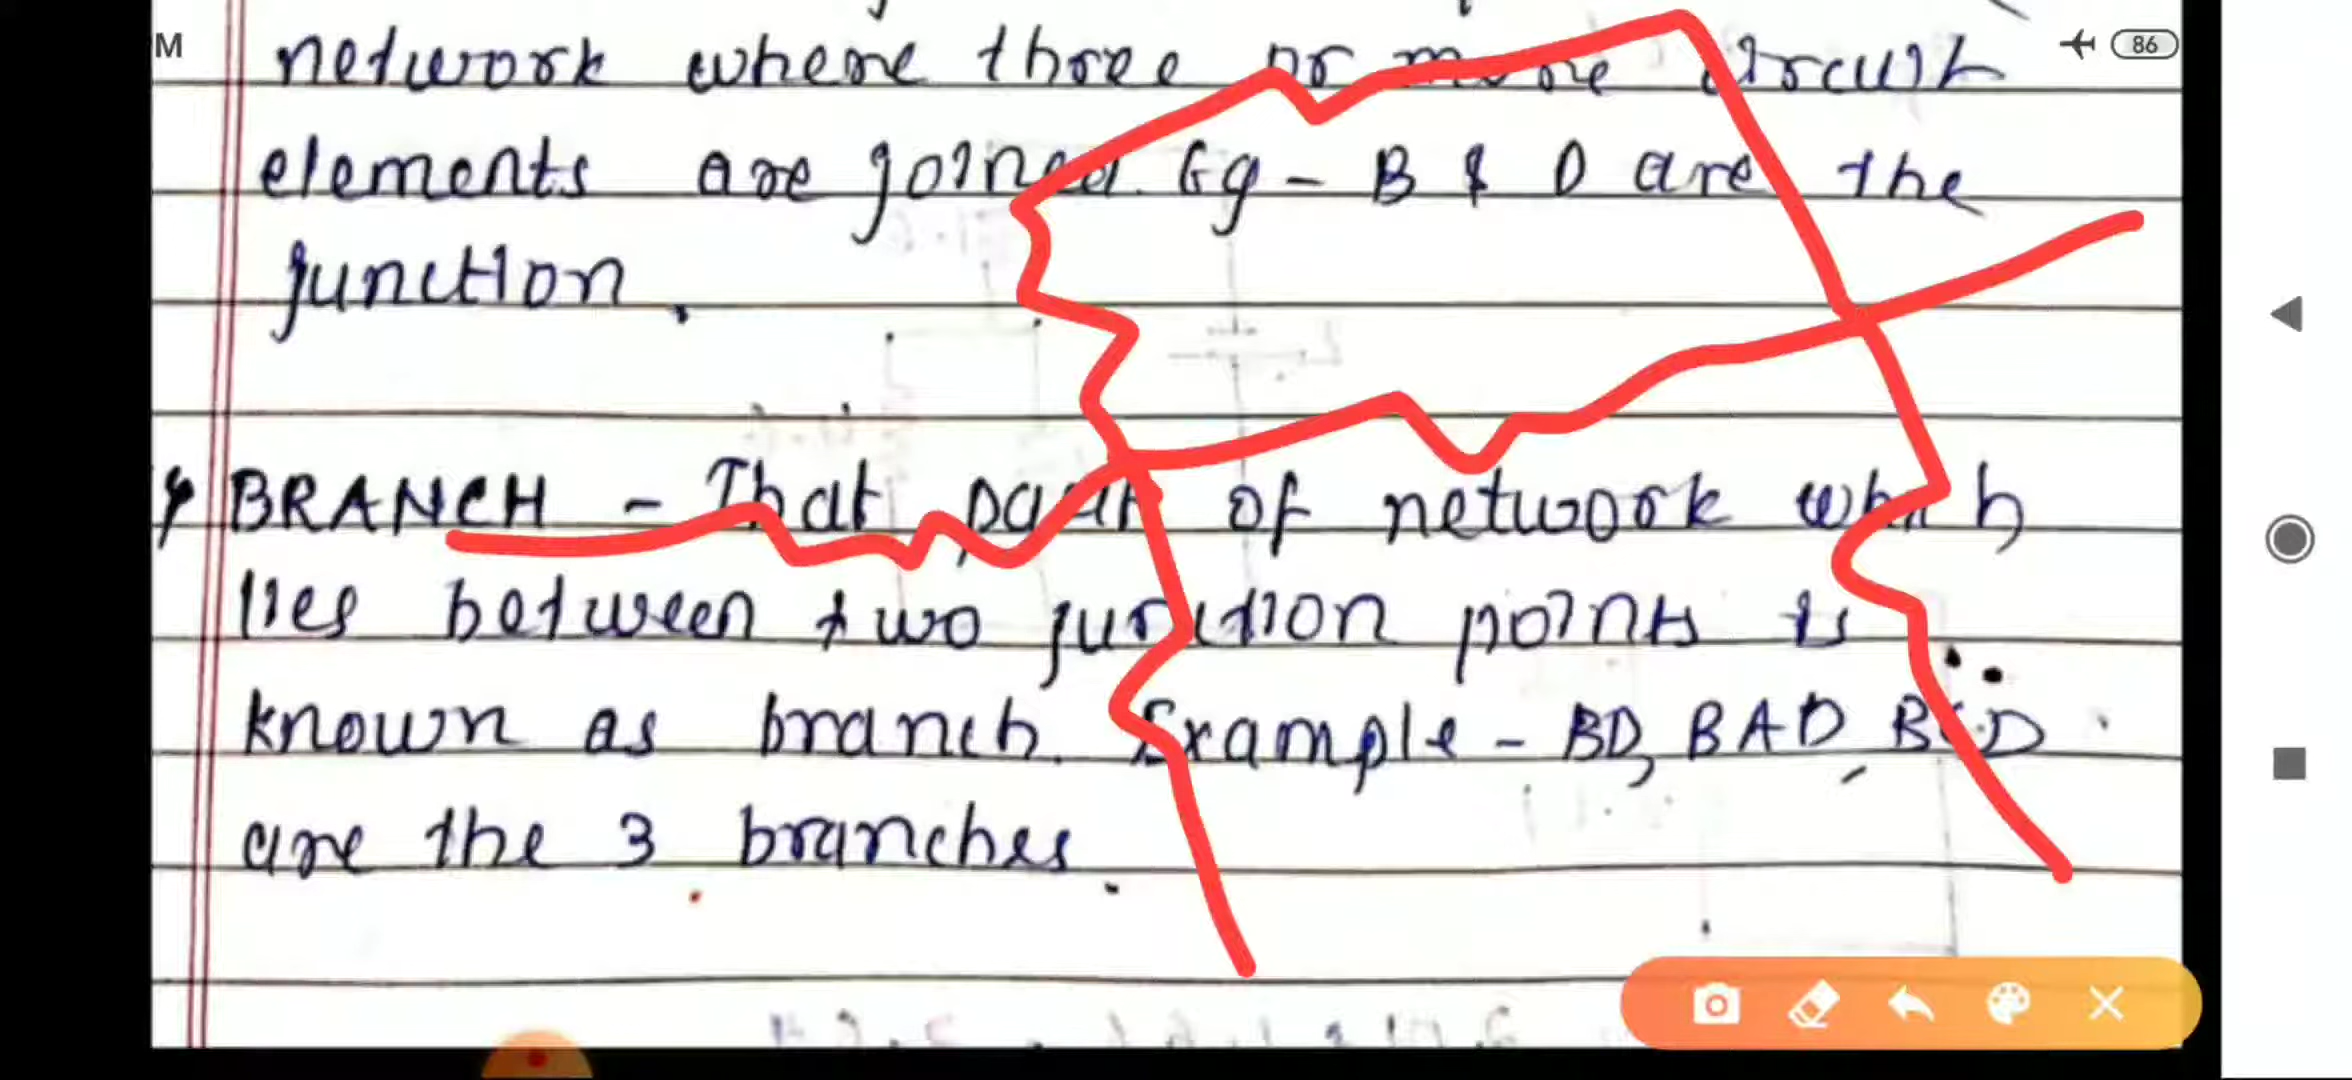 M
86
network where three or more circuit
elements are joined. Eg - B & D are the
junction.
BRANCH - That part of network which
lies between two junction points is
known as branch. Example - BD, BAD, BCD
are the 3 branches.